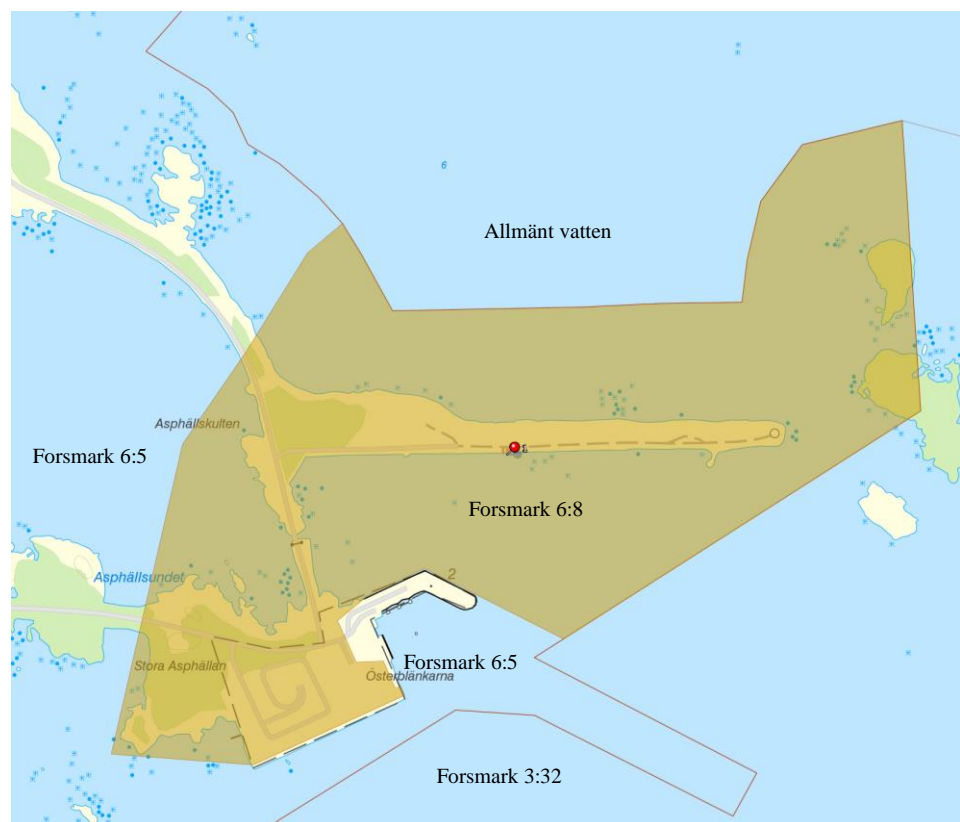 6
Allmänt vatten
Asphällskulten
Forsmark 6:5
Forsmark 6:8
Asphällsundet
2
Stora Asphällan
Forsmark 6:5
Österblänkarna
Forsmark 3:32